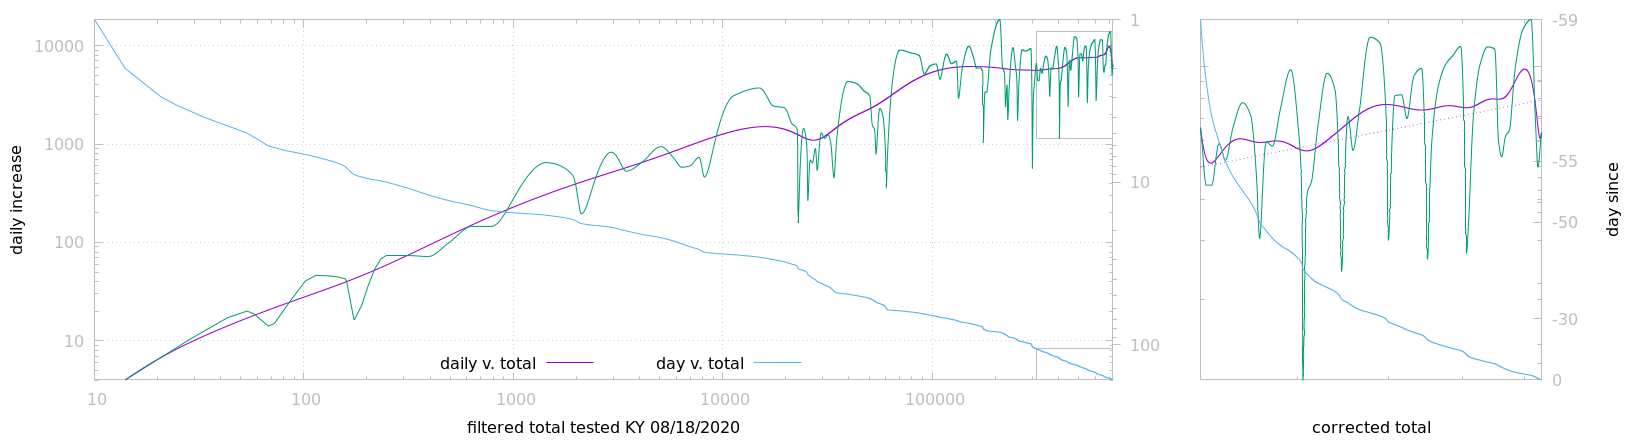 10000
1000
100
10
daily increase
10
100
1000
10000
100000
1
10
100
daily v. total
day v. total
filtered total tested KY 08/18/2020
-59
-55
-50
-30
0
day since
corrected total